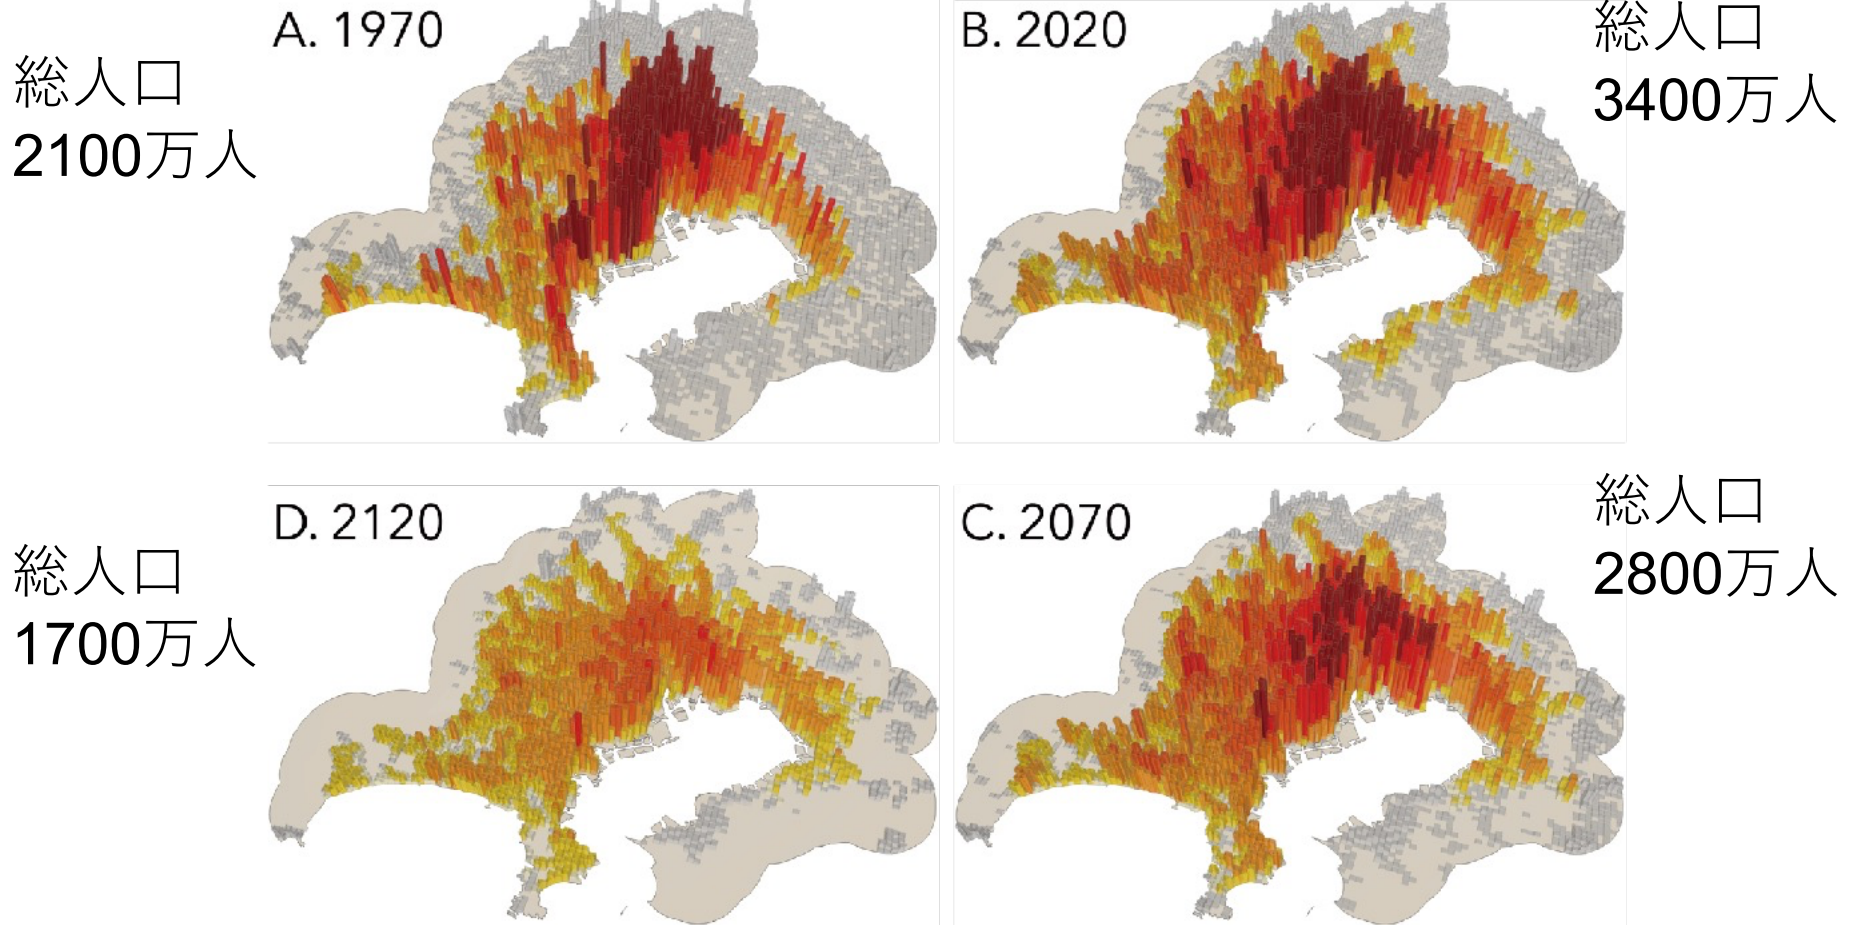 A. 1970
総人口
2100万人
B. 2020
総人口
3400万人
D. 2120
総人口
1700万人
C. 2070
総人口
2800万人